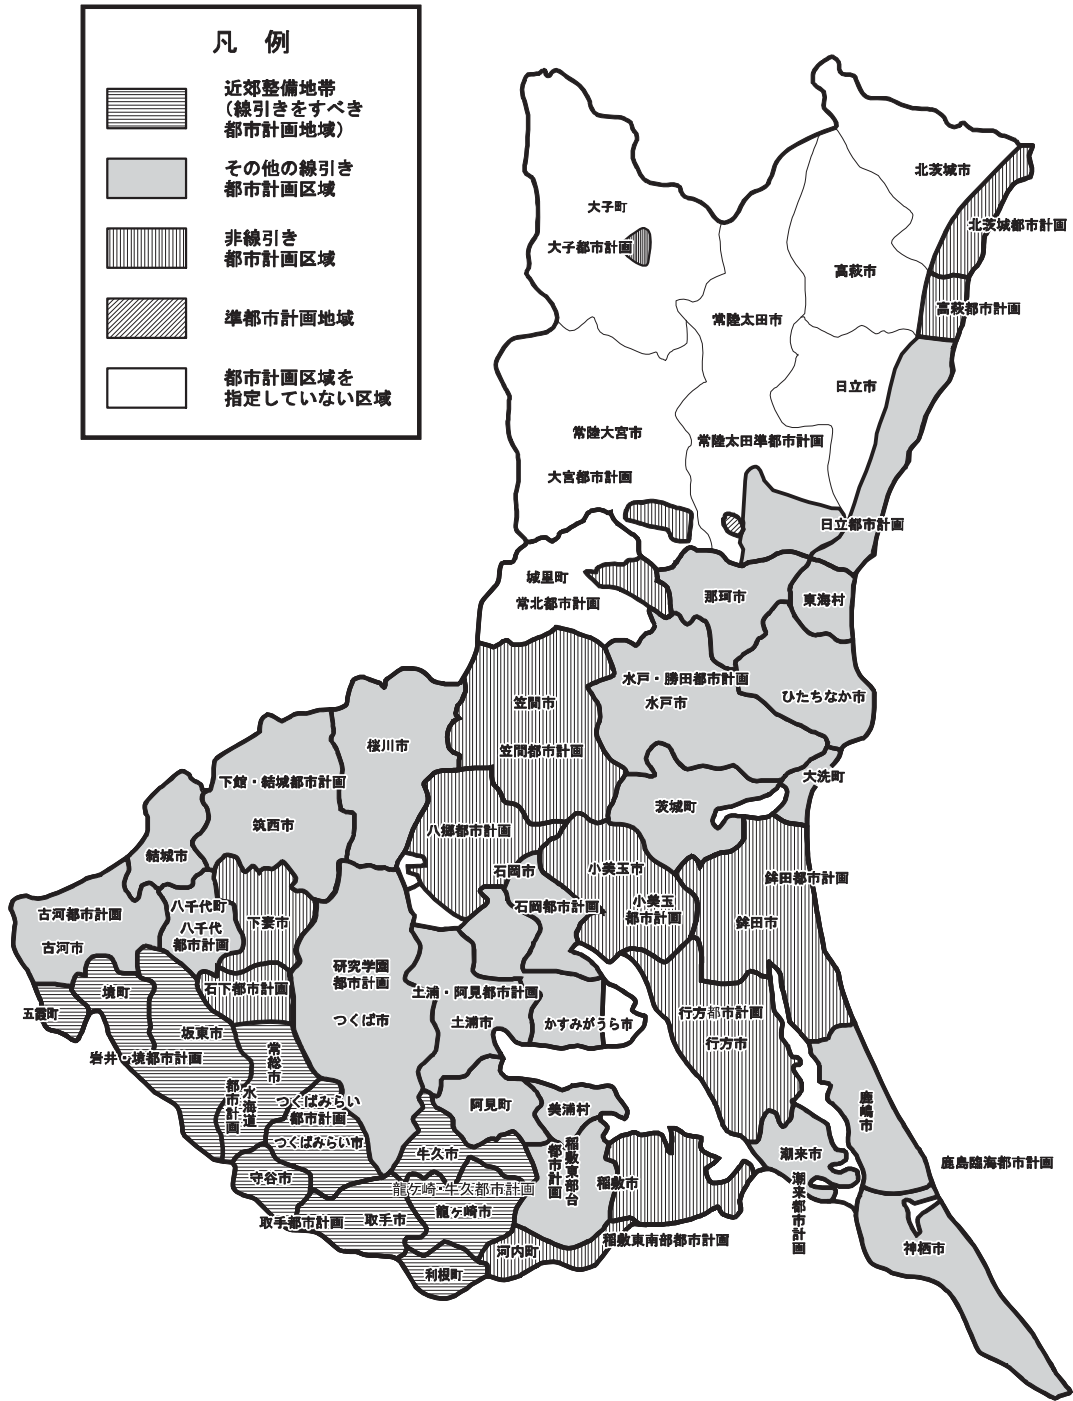 凡　例
近郊整備地帯
（線引きをすべき
都市計画地域）
その他の線引き
都市計画区域
非線引き
都市計画区域
準都市計画地域
都市計画区域を
指定していない区域
北茨城市
北茨城都市計画
大子町
大子都市計画
高萩市
高萩都市計画
常陸太田市
日立市
常陸大宮市
常陸太田準都市計画
大宮都市計画
日立都市計画
城里町
常北都市計画
那珂市
東海村
水戸・勝田都市計画
水戸市
ひたちなか市
笠間市
笠間都市計画
桜川市
大洗町
下館・結城都市計画
茨城町
筑西市
八郷都市計画
結城市
石岡市
小美玉市
鉾田都市計画
石岡都市計画
小美玉
都市計画
古河都市計画
八千代町
下妻市
鉾田市
古河市
八千代
都市計画
研究学園
都市計画
境町
石下都市計画
土浦・阿見都市計画
五霞町
行方都市計画
つくば市
土浦市
かすみがうら市
坂東市
行方市
岩井・境都市計画
常総市
水海道
都市計画
つくばみらい
都市計画
阿見町
美浦村
鹿嶋市
つくばみらい市
牛久市
稲敷東部台
都市計画
潮来市
鹿島臨海都市計画
守谷市
龍ケ崎・牛久都市計画
稲敷市
潮来都市計画
取手都市計画
取手市
龍ケ崎市
稲敷東南部都市計画
河内町
神栖市
利根町